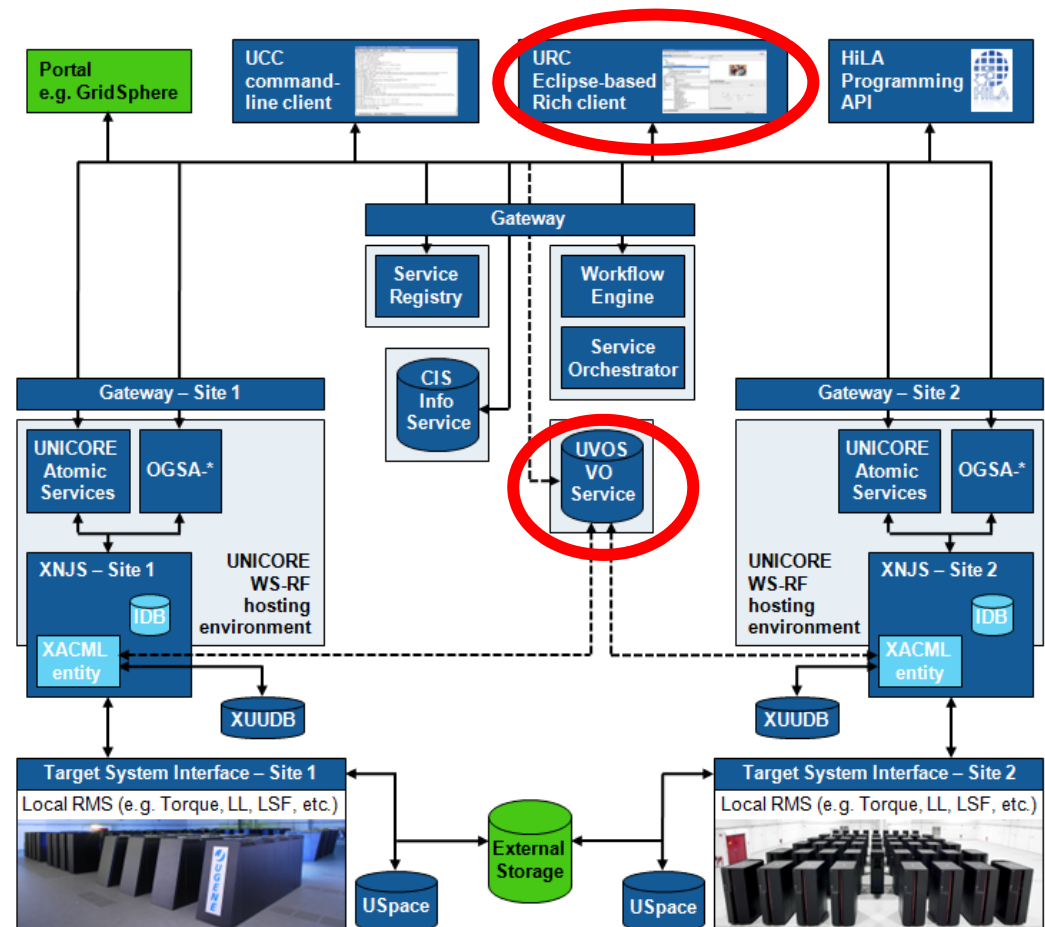 Portal
e.g. GridSphere
UCC
command-
line client
URC
Eclipse-based
Rich client
HiLA
Programming
API
HiLA
Gateway
Service
Registry
Workflow
Engine
Service
Orchestrator
CIS
Info
Service
UVOS
VO
Service
Gateway – Site 1
UNICORE
Atomic
Services
OGSA-*
XNJS – Site 1
IDB
XACML
entity
UNICORE
WS-RF
hosting
environment
XUUDB
Gateway – Site 2
UNICORE
Atomic
Services
OGSA-*
UNICORE
WS-RF
hosting
environment
XNJS – Site 2
IDB
XACML
entity
XUUDB
Target System Interface – Site 1
Local RMS (e.g. Torque, LL, LSF, etc.)
JUGENE
USpace
External
Storage
USpace
Target System Interface – Site 2
Local RMS (e.g. Torque, LL, LSF, etc.)